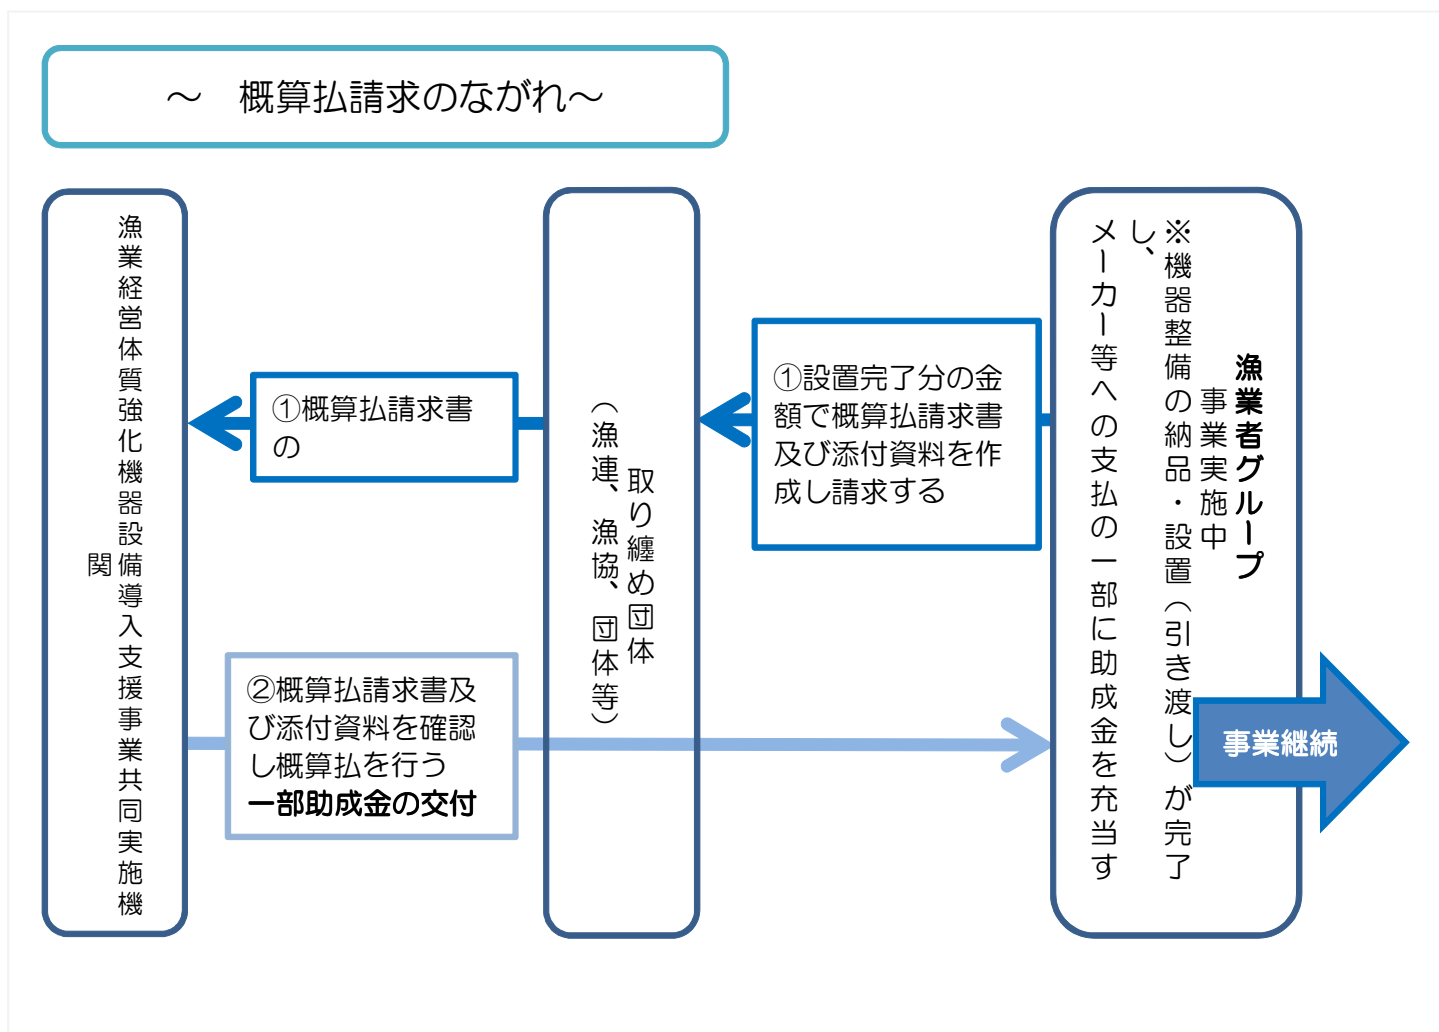 ～　概算払請求のながれ～
漁業経営体質強化機器設備導入支援事業共同実施機
関
①概算払請求書
の
②概算払請求書及
び添付資料を確認
し概算払を行う
一部助成金の交付
取り纏め団体
（漁連、漁協、団体等）
①設置完了分の金
額で概算払請求書
及び添付資料を作
成し請求する
漁業者グループ
事業実施中
※機器整備の納品・設置（引き渡し）が完了
し、
メーカー等への支払の一部に助成金を充当す
事業継続